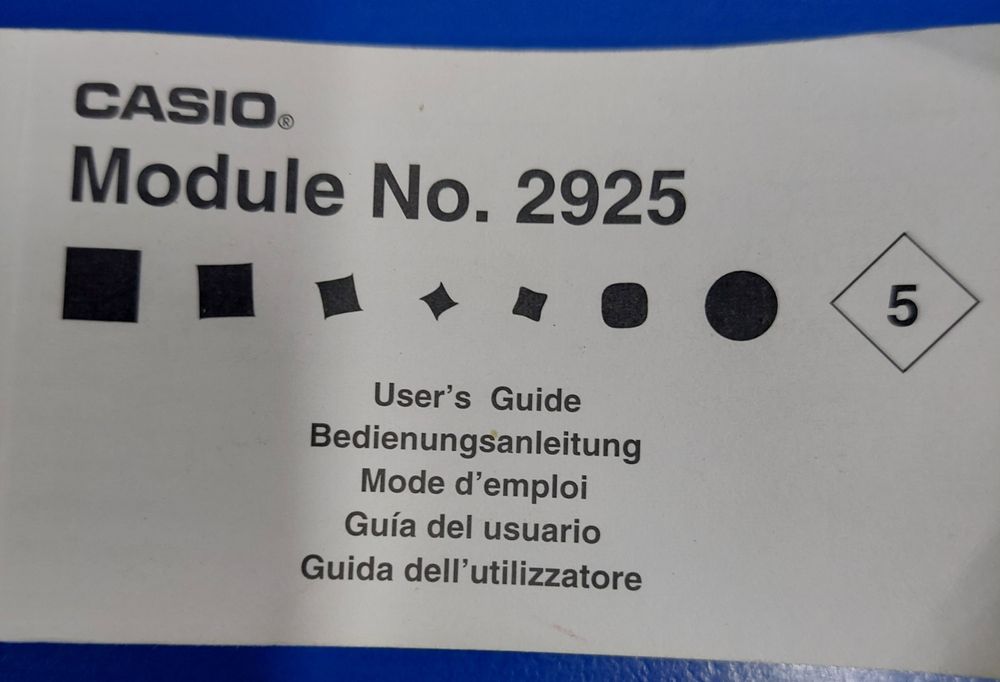 CASIO®
Module No. 2925
5
User's Guide
Bedienungsanleitung
Mode d'emploi
Guía del usuario
Guida dell'utilizzatore